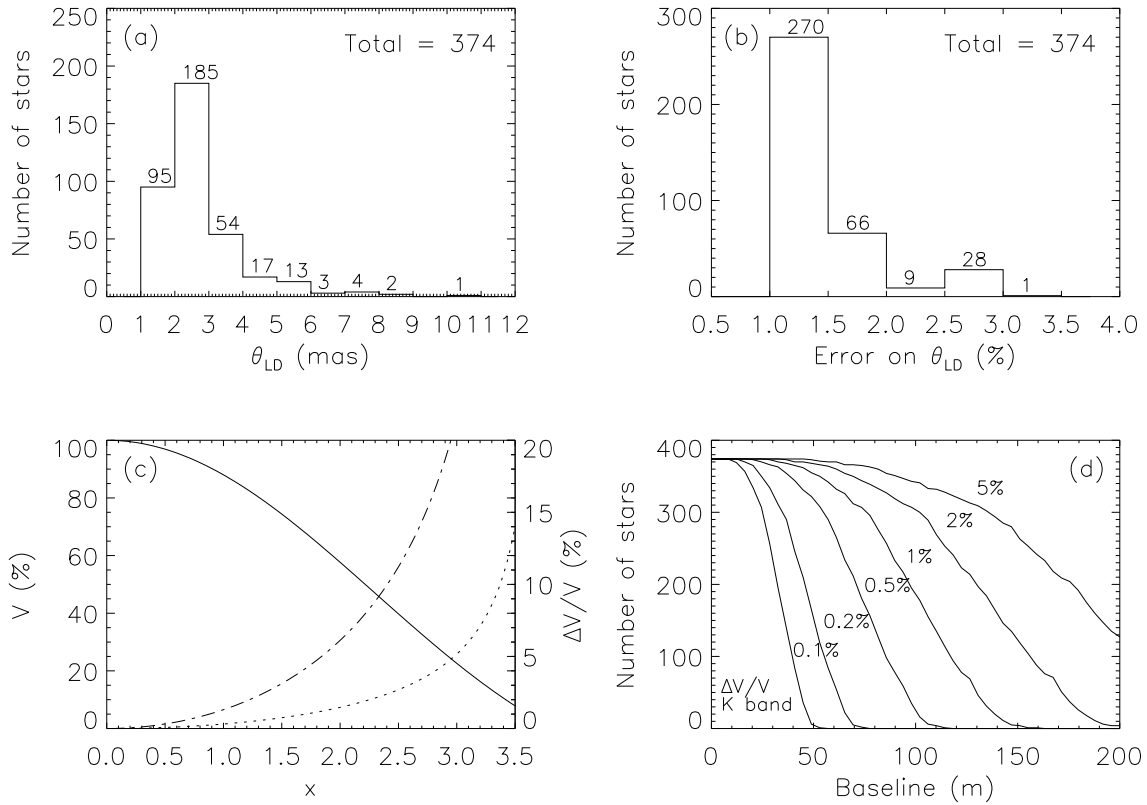 (a)
Total = 374
Number of stars
250
200
150
100
50
0
95
185
54
17
13
3
4
2
1
0 1 2 3 4 5 6 7 8 9 10 11 12
θLD (mas)
(b)
Total = 374
Number of stars
300
200
100
0
270
66
9
28
1
0.5 1.0 1.5 2.0 2.5 3.0 3.5 4.0
Error on θLD (%)
(c)
V (%)
100
80
60
40
20
0
20
15
10
5
0
ΔV/V (%)
0.0 0.5 1.0 1.5 2.0 2.5 3.0 3.5
x
(d)
Number of stars
400
300
200
100
0
5%
2%
1%
0.5%
0.2%
0.1%
ΔV/V
K band
0 50 100 150 200
Baseline (m)